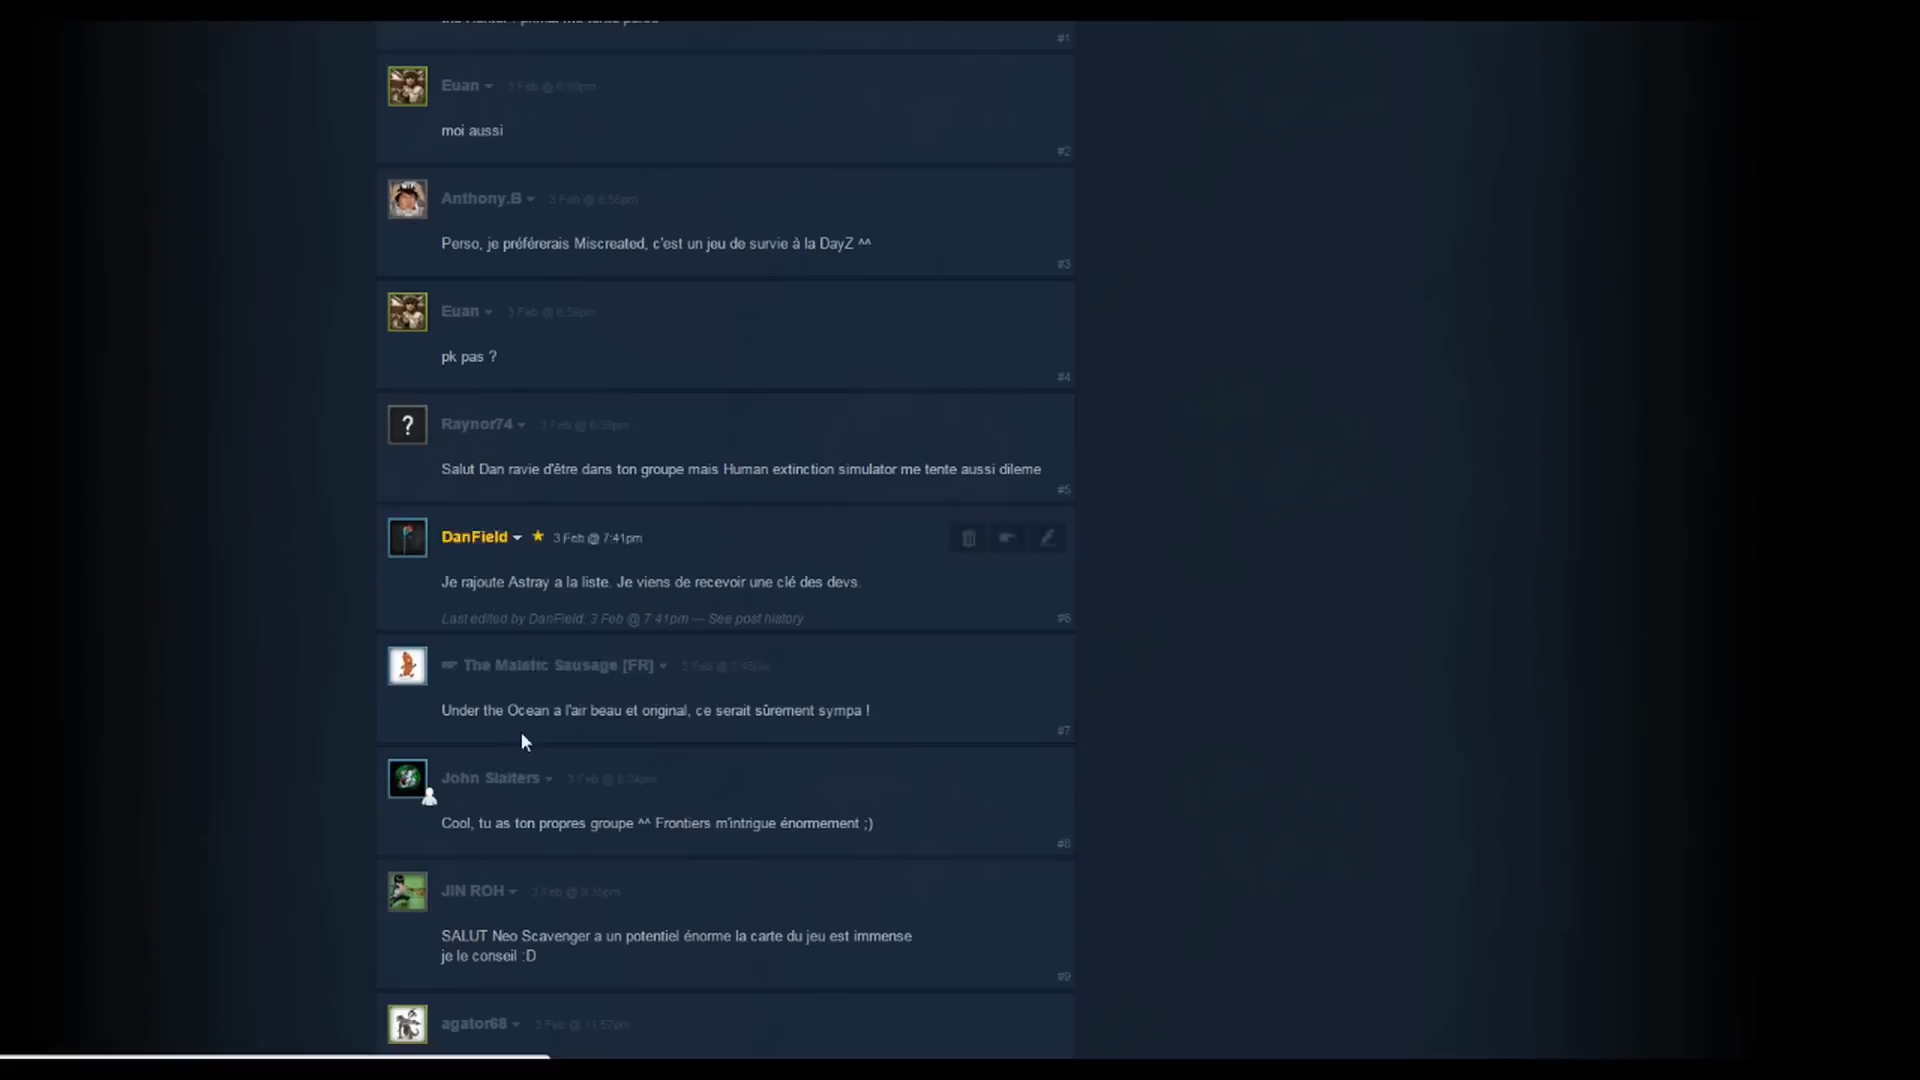 #1
Euan
moi aussi
#2
Anthony.B
Perso, je préférerais Miscreated, c'est un jeu de survie à la DayZ ^^
#3
Euan
pk pas ?
#4
Raynor74
Salut Dan ravie d'être dans ton groupe mais Human extinction simulator me tente aussi dileme
#5
DanField 3 Feb @ 7:41pm
Je rajoute Astray a la liste. Je viens de recevoir une clé des devs.
Last edited by DanField; 3 Feb @ 7:41pm — See post history
#6
The Malefic Sausage [FR]
Under the Ocean a l'air beau et original, ce serait sûrement sympa !
#7
John Slaiters
Cool, tu as ton propres groupe ^^ Frontiers m'intrigue énormement ;)
#8
JIN ROH
SALUT Neo Scavenger a un potentiel énorme la carte du jeu est immense
je le conseil :D
#9
agator68 3 Feb @ 11:57pm